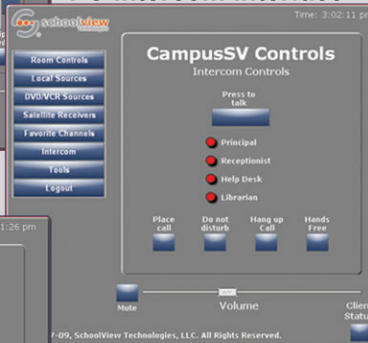 Time: 3:02:11 pm
schoolview
CampusSV Controls
Intercom Controls
Room Controls
Local Sources
DVD/VCR Sources
Satellite Receivers
Favorite Channels
Intercom
Tools
Logout
Press to
talk
Principal
Receptionist
Help Desk
Librarian
Place call
Do not disturb
Hang up Call
Hands Free
1:26 pm
Mute
Volume
7-09, SchoolView Technologies, LLC. All Rights Reserved.